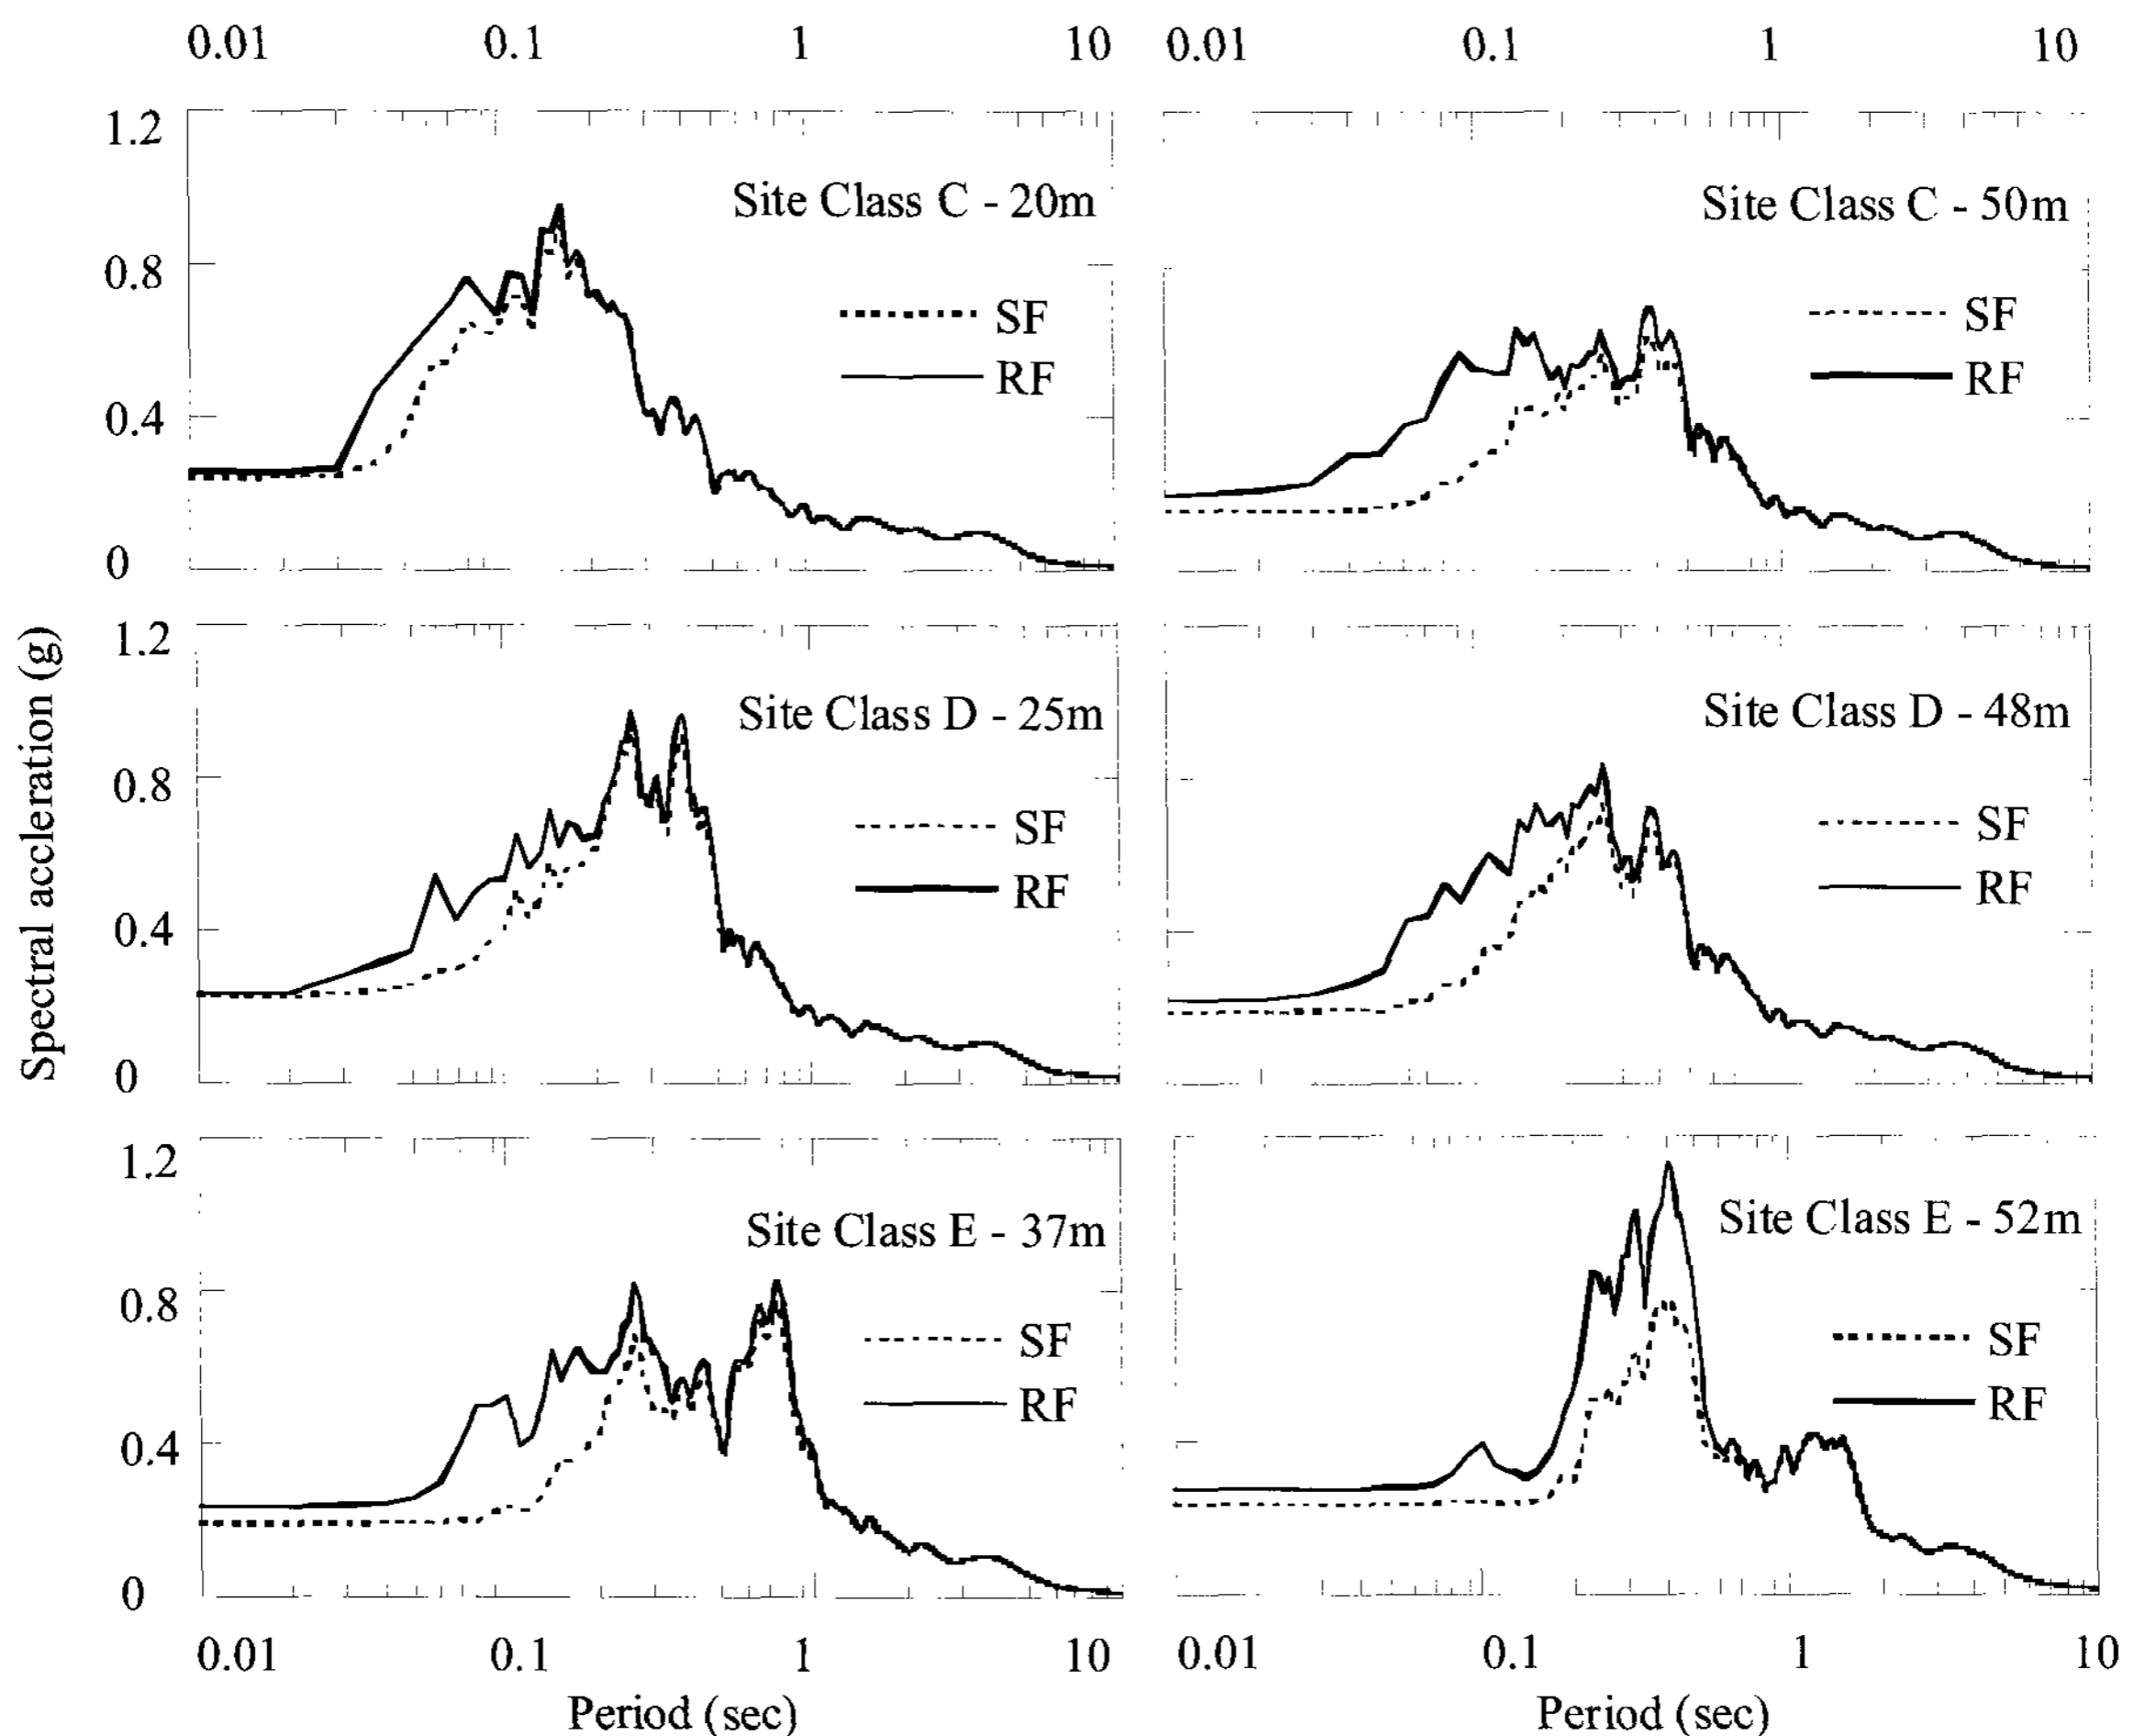 0.01 0.1 1 10 0.01 0.1 1 10
1.2
0.8
0.4
0
Site Class C - 20m
SF
RF
Site Class C - 50m
SF
RF
Spectral accleration (g)
1.2
0.8
0.4
0
Site Class D - 25m
SF
RF
Site Class D - 48m
SF
RF
1.2
0.8
0.4
0
Site Class E - 37m
SF
RF
Site Class E - 52m
SF
RF
0.01 0.1 1 10 0.01 0.1 1 10
Period (sec) Period (sec)